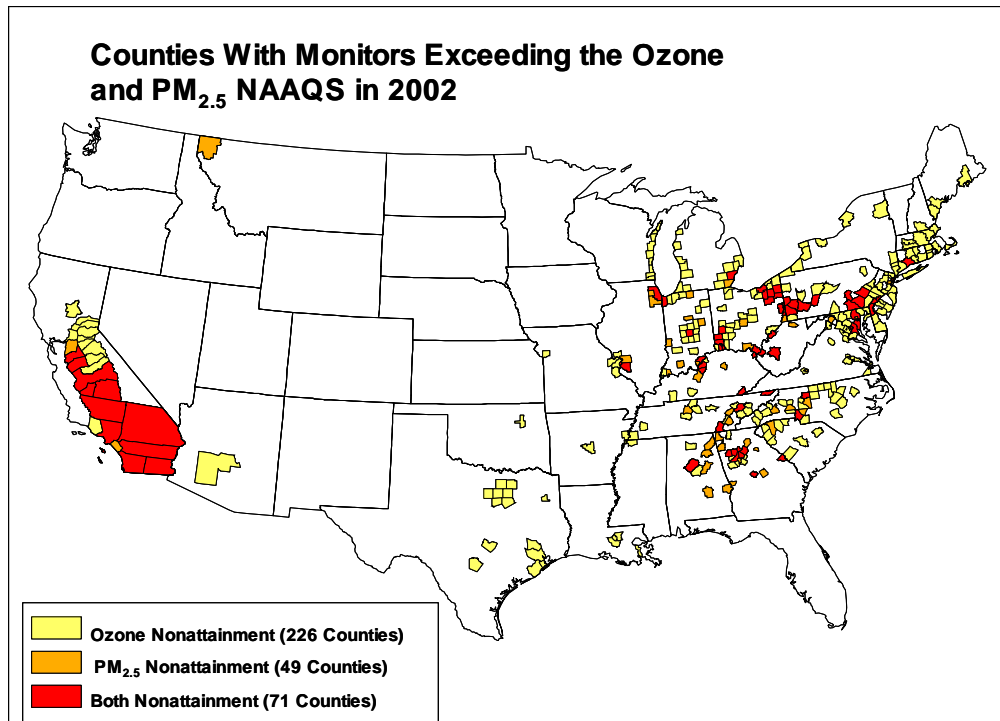 Counties With Monitors Exceeding the Ozone
and PM2.5 NAAQS in 2002
Ozone Nonattainment (226 Counties)
PM2.5 Nonattainment (49 Counties)
Both Nonattainment (71 Counties)